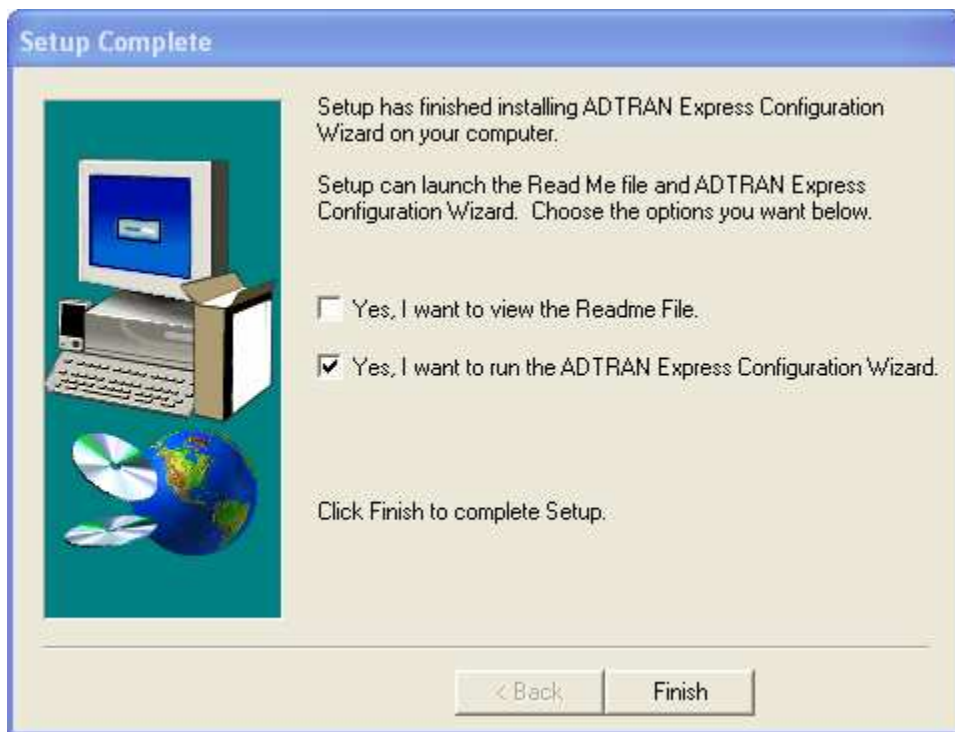 Setup Complete
Setup has finished installing ADTRAN Express Configuration
Wizard on your computer.
Setup can launch the Read Me file and ADTRAN Express
Configuration Wizard.  Choose the options you want below.
Yes, I want to view the Readme File.
Yes, I want to run the ADTRAN Express Configuration Wizard.
Click Finish to complete Setup.
< Back
Finish